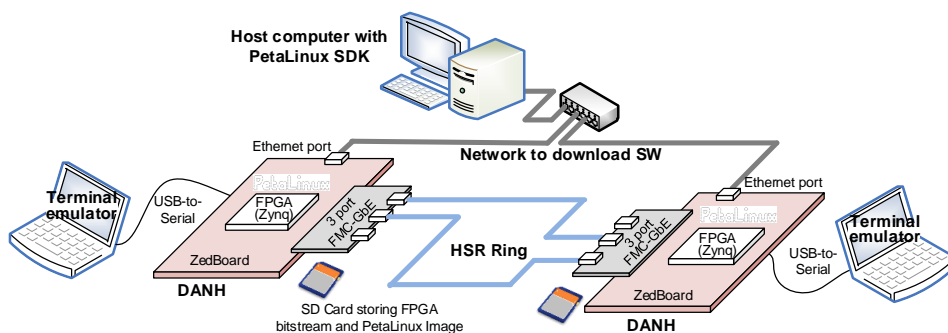 Host computer with
PetaLinux SDK
Ethernet port
Network to download SW
Ethernet port
Terminal
emulator
USB-to-
Serial
PetaLinux
FPGA
(Zynq)
3 port
FMC-GbE
ZedBoard
DANH
HSR Ring
3 port
FMC-GbE
PetaLinux
FPGA
(Zynq)
ZedBoard
DANH
USB-to-
Serial
Terminal
emulator
SD Card storing FPGA
bitstream and PetaLinux Image